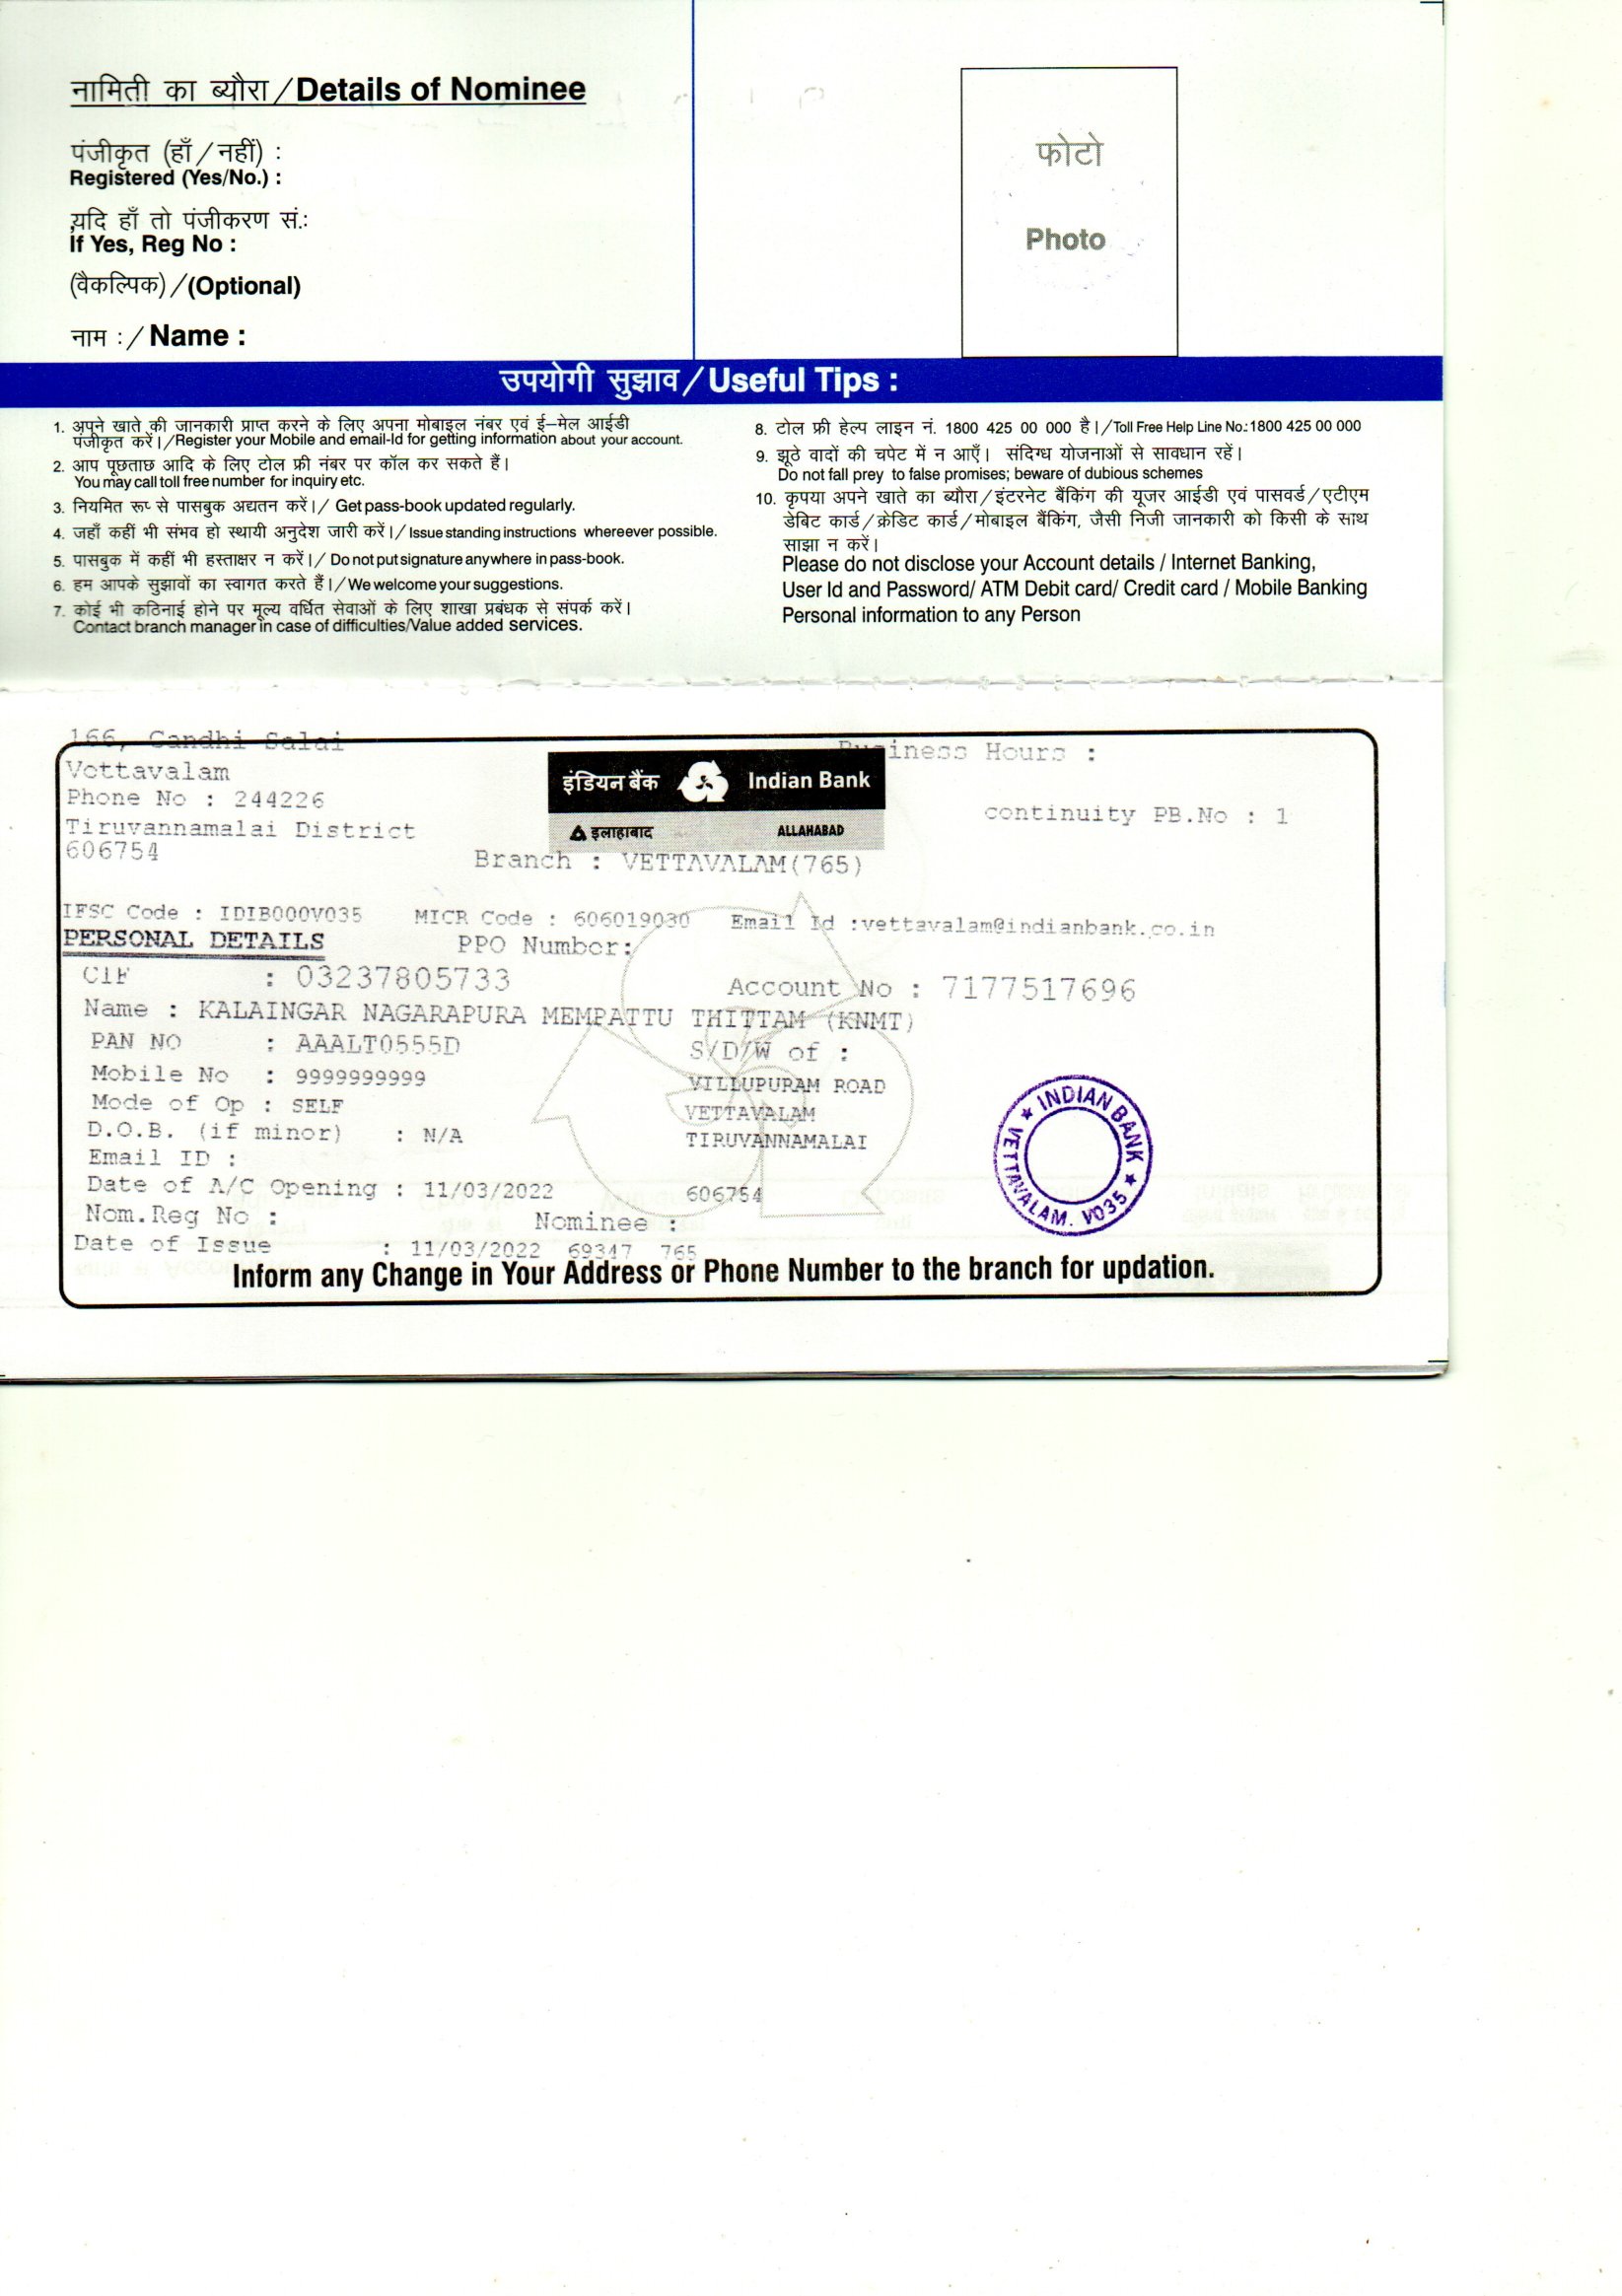 नामिती का ब्यौरा / Details of Nominee
पंजीकृत (हाँ / नहीं) :
Registered (Yes/No.) :
यदि हाँ तो पंजीकरण सं.:
If Yes, Reg No :
(वैकल्पिक) / (Optional)
नाम : / Name :
फोटो
Photo
उपयोगी सुझाव / Useful Tips :
1. अपने खाते की जानकारी प्राप्त करने के लिए अपना मोबाइल नंबर एवं ई–मेल आईडी
पंजीकृत करें। / Register your Mobile and email-Id for getting information about your account.
2. आप पूछताछ आदि के लिए टोल फ्री नंबर पर कॉल कर सकते हैं।
You may call toll free number for inquiry etc.
3. नियमित रूप से पासबुक अद्यतन करें। / Get pass-book updated regularly.
4. जहाँ कहीं भी संभव हो स्थायी अनुदेश जारी करें। / Issue standing instructions whereever possible.
5. पासबुक में कहीं भी हस्ताक्षर न करें। / Do not put signature anywhere in pass-book.
6. हम आपके सुझावों का स्वागत करते हैं। / We welcome your suggestions.
7. कोई भी कठिनाई होने पर मूल्य वर्धित सेवाओं के लिए शाखा प्रबंधक से संपर्क करें।
Contact branch manager in case of difficulties/Value added services.
8. टोल फ्री हेल्प लाइन नं. 1800 425 00 000 है। / Toll Free Help Line No.: 1800 425 00 000
9. झूठे वादों की चपेट में न आएँ। संदिग्ध योजनाओं से सावधान रहें।
Do not fall prey to false promises; beware of dubious schemes
10. कृपया अपने खाते का ब्यौरा / इंटरनेट बैंकिंग की यूजर आईडी एवं पासवर्ड / एटीएम
डेबिट कार्ड / क्रेडिट कार्ड / मोबाइल बैंकिंग, जैसी निजी जानकारी को किसी के साथ
साझा न करें।
Please do not disclose your Account details / Internet Banking,
User Id and Password/ ATM Debit card/ Credit card / Mobile Banking
Personal information to any Person
166, Gandhi Salai
Vettavalam
Phone No : 244226
Tiruvannamalai District
606754
इंडियन बैंक Indian Bank
इलाहाबाद ALLAHABAD
Business Hours :
continuity PB.No : 1
Branch : VETTAVALAM(765)
IFSC Code : IDIB000V035 MICR Code : 606019030 Email Id :vettavalam@indianbank.co.in
PERSONAL DETAILS PPO Number:
CIF : 03237805733 Account No : 7177517696
Name : KALAINGAR NAGARAPURA MEMPATTU THITTAM (KNMT)
PAN NO : AAALT0555D S/D/W of :
Mobile No : 9999999999 VILLUPURAM ROAD
Mode of Op : SELF VETTAVALAM
D.O.B. (if minor) : N/A TIRUVANNAMALAI
Email ID :
Date of A/C Opening : 11/03/2022 606754
Nom.Reg No : Nominee :
Date of Issue : 11/03/2022 69347 765
INDIAN BANK
VETTAVALAM. V035
Inform any Change in Your Address or Phone Number to the branch for updation.